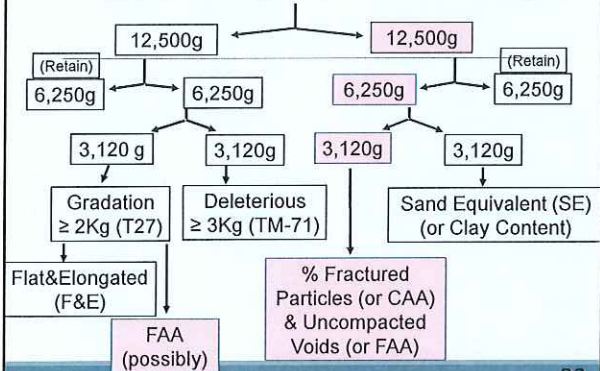 12,500g
12,500g
(Retain)
(Retain)
6,250g
6,250g
6,250g
6,250g
3,120 g
3,120g
3,120g
3,120g
Gradation
≥ 2Kg (T27)
Deleterious
≥ 3Kg (TM-71)
Sand Equivalent (SE)
(or Clay Content)
Flat&Elongated
(F&E)
% Fractured
Particles (or CAA)
& Uncompacted
Voids (or FAA)
FAA
(possibly)